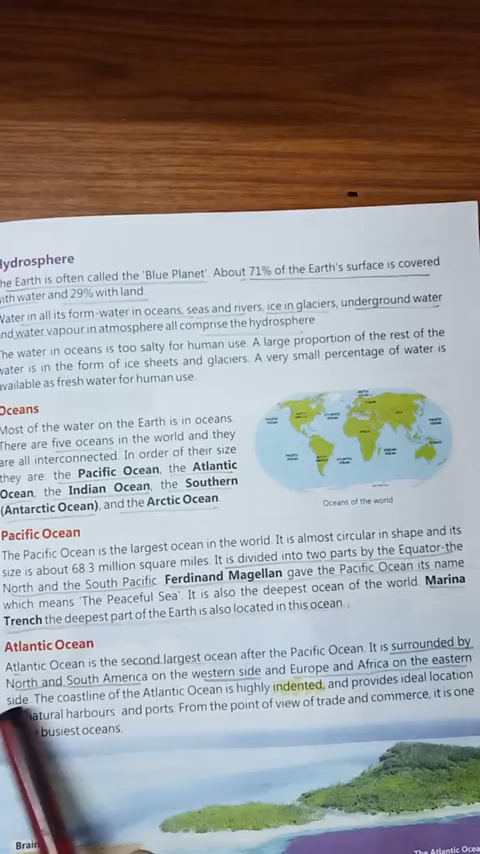 Hydrosphere
he Earth is often called the 'Blue Planet' About 71% of the Earth's surface is covered
with water and 29% with land.
Water in all its form-water in oceans, seas and rivers, ice in glaciers, underground water
nd water vapour in atmosphere all comprise the hydrosphere
The water in oceans is too salty for human use. A large proportion of the rest of the
water is in the form of ice sheets and glaciers. A very small percentage of water is
available as fresh water for human use.
Oceans
Most of the water on the Earth is in oceans.
There are five oceans in the world and they
are all interconnected. In order of their size
they are: the Pacific Ocean, the Atlantic
Ocean, the Indian Ocean, the Southern
(Antarctic Ocean), and the Arctic Ocean.
Oceans of the world
Pacific Ocean
The Pacific Ocean is the largest ocean in the world. It is almost circular in shape and its
size is about 68.3 million square miles. It is divided into two parts by the Equator-the
North and the South Pacific. Ferdinand Magellan gave the Pacific Ocean its name
which means 'The Peaceful Sea'. It is also the deepest ocean of the world. Marina
Trench the deepest part of the Earth is also located in this ocean.
Atlantic Ocean
Atlantic Ocean is the second largest ocean after the Pacific Ocean. It is surrounded by
North and South America on the western side and Europe and Africa on the eastern
side. The coastline of the Atlantic Ocean is highly indented, and provides ideal location
natural harbours and ports. From the point of view of trade and commerce, it is one
busiest oceans.
Brain
The Atlantic Ocea